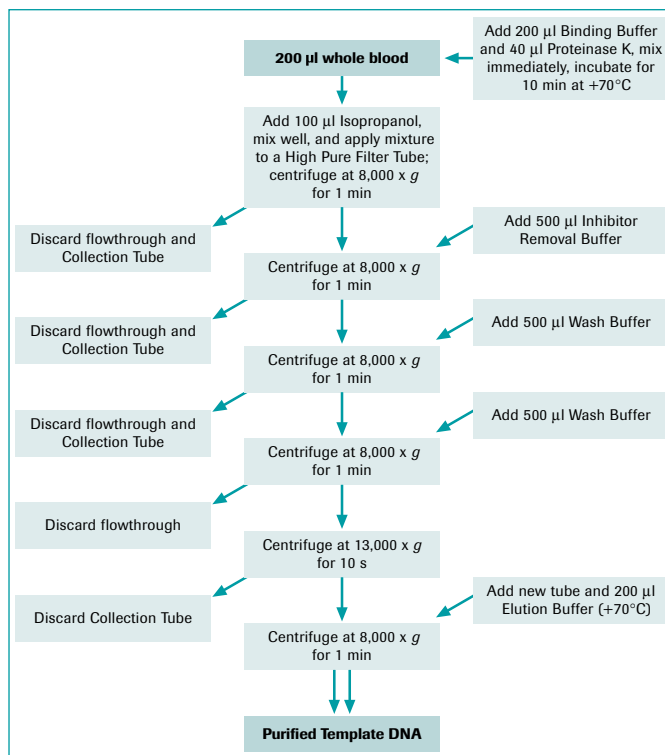 200 µl whole blood
Add 200 µl Binding Buffer
and 40 µl Proteinase K, mix
immediately, incubate for
10 min at +70°C
Add 100 µl Isopropanol,
mix well, and apply mixture
to a High Pure Filter Tube;
centrifuge at 8,000 x g
for 1 min
Discard flowthrough and
Collection Tube
Add 500 µl Inhibitor
Removal Buffer
Centrifuge at 8,000 x g
for 1 min
Discard flowthrough and
Collection Tube
Add 500 µl Wash Buffer
Centrifuge at 8,000 x g
for 1 min
Discard flowthrough and
Collection Tube
Add 500 µl Wash Buffer
Centrifuge at 8,000 x g
for 1 min
Discard flowthrough
Centrifuge at 13,000 x g
for 10 s
Discard Collection Tube
Add new tube and 200 µl
Elution Buffer (+70°C)
Centrifuge at 8,000 x g
for 1 min
Purified Template DNA